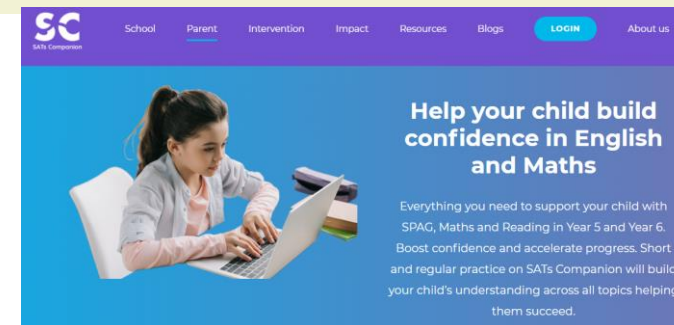 SC
SATs Companion
School Parent Intervention Impact Resources Blogs LOGIN About us
Help your child build
confidence in English
and Maths
Everything you need to support your child with
SPAG, Maths and Reading in Year 5 and Year 6.
Boost confidence and accelerate progress. Short
and regular practice on SATs Companion will build
your child's understanding across all topics helping
them succeed.